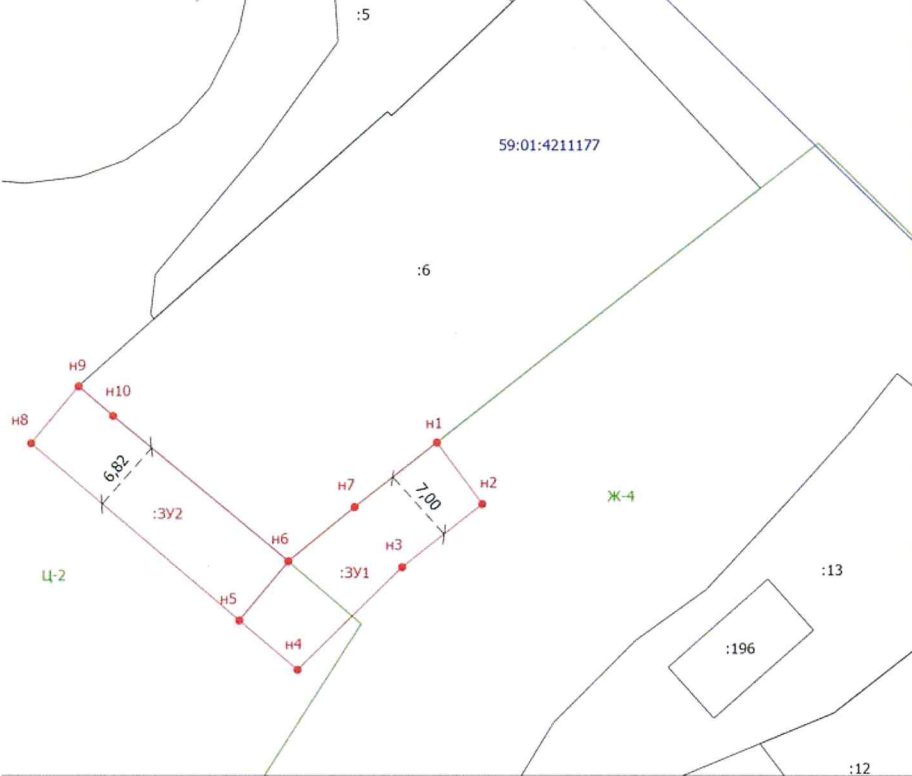 :5
59:01:4211177
:6
н9
н10
н8
н1
6,82
н2
7,00
н7
Ж-4
:ЗУ2
н6
н3
:ЗУ1
Ц-2
:13
н5
н4
:196
:12